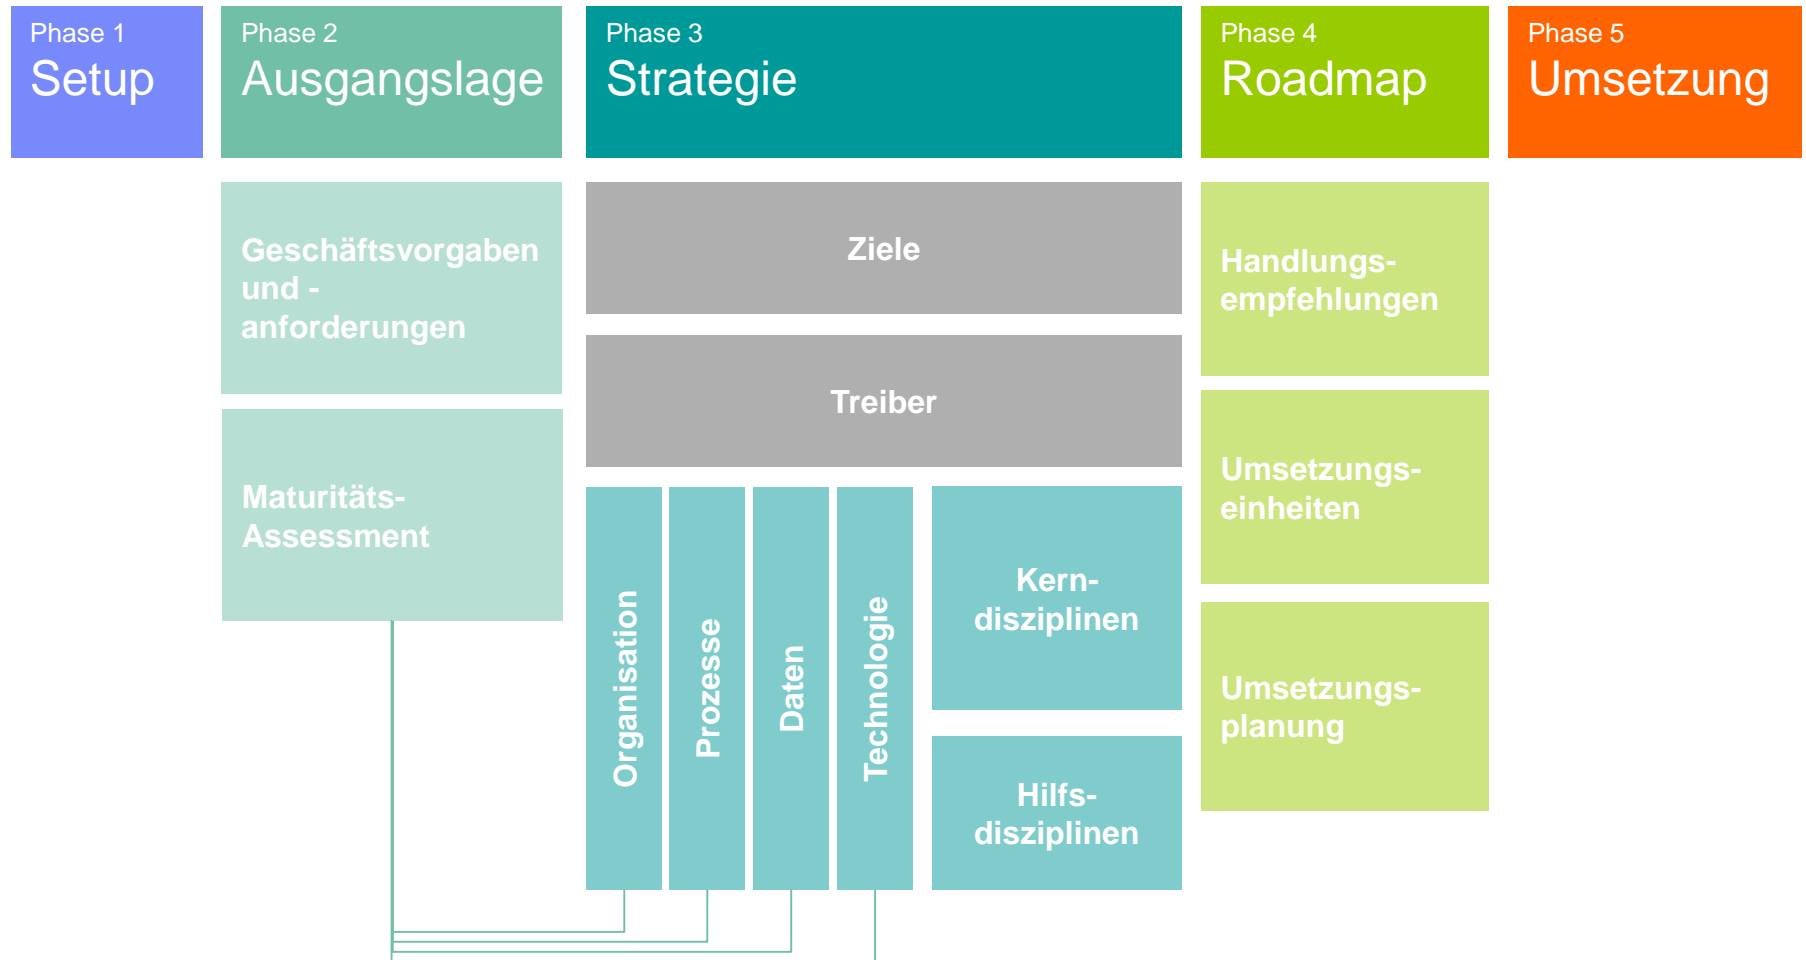 Phase 1
Setup
Phase 2
Ausgangslage
Phase 3
Strategie
Phase 4
Roadmap
Phase 5
Umsetzung
Geschäftsvorgaben
und -
anforderungen
Maturitäts-
Assessment
Ziele
Treiber
Organisation
Prozesse
Daten
Technologie
Kern-
disziplinen
Hilfs-
disziplinen
Handlungs-
empfehlungen
Umsetzungs-
einheiten
Umsetzungs-
planung